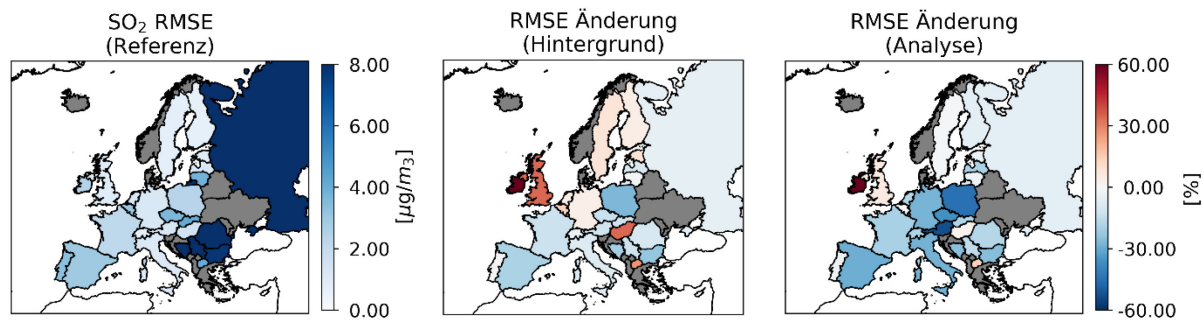 SO₂ RMSE
(Referenz)
8.00
6.00
4.00
2.00
0.00
[µg/m₃]
RMSE Änderung
(Hintergrund)
RMSE Änderung
(Analyse)
60.00
30.00
0.00
-30.00
-60.00
[%]